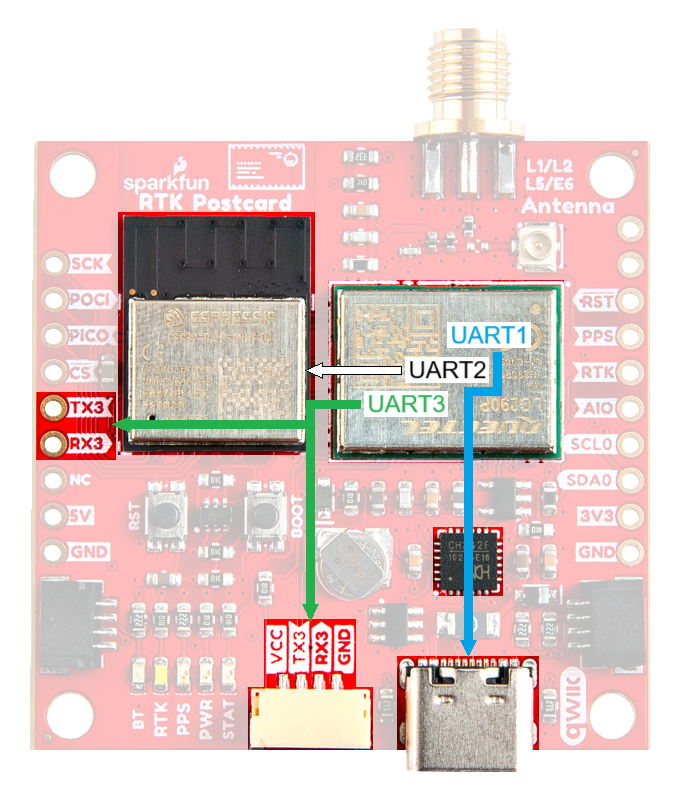 L1/L2
L5/E6
Antenna
sparkfun
RTK Postcard
SCK
POCI
PICO
CS
TX3
RX3
NC
5V
GND
RST
PPS
RTK
AIO
SCL0
SDA0
3V3
GND
ESPRESSIF
UART1
UART2
UART3
QUECTEL
RST
BOOT
CH342F
VCC
TX3
RX3
GND
BT
RTK
PPS
PWR
STAT
qwiic